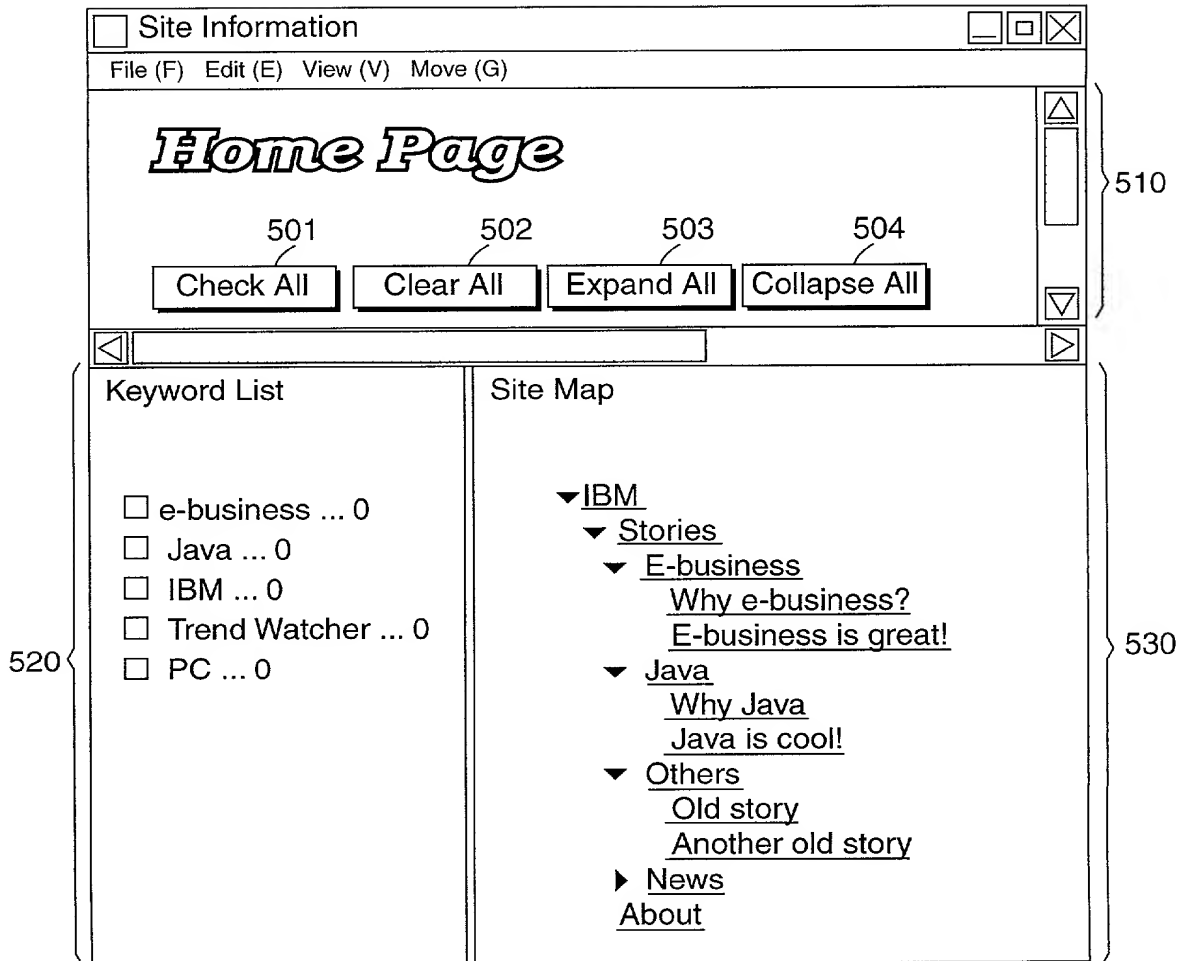 Site Information
File (F) Edit (E) View (V) Move (G)
Home Page
510
501 502 503 504
Check All Clear All Expand All Collapse All
Keyword List
e-business ... 0
Java ... 0
IBM ... 0
Trend Watcher ... 0
PC ... 0
520
Site Map
IBM
Stories
E-business
Why e-business?
E-business is great!
Java
Why Java
Java is cool!
Others
Old story
Another old story
News
About
530